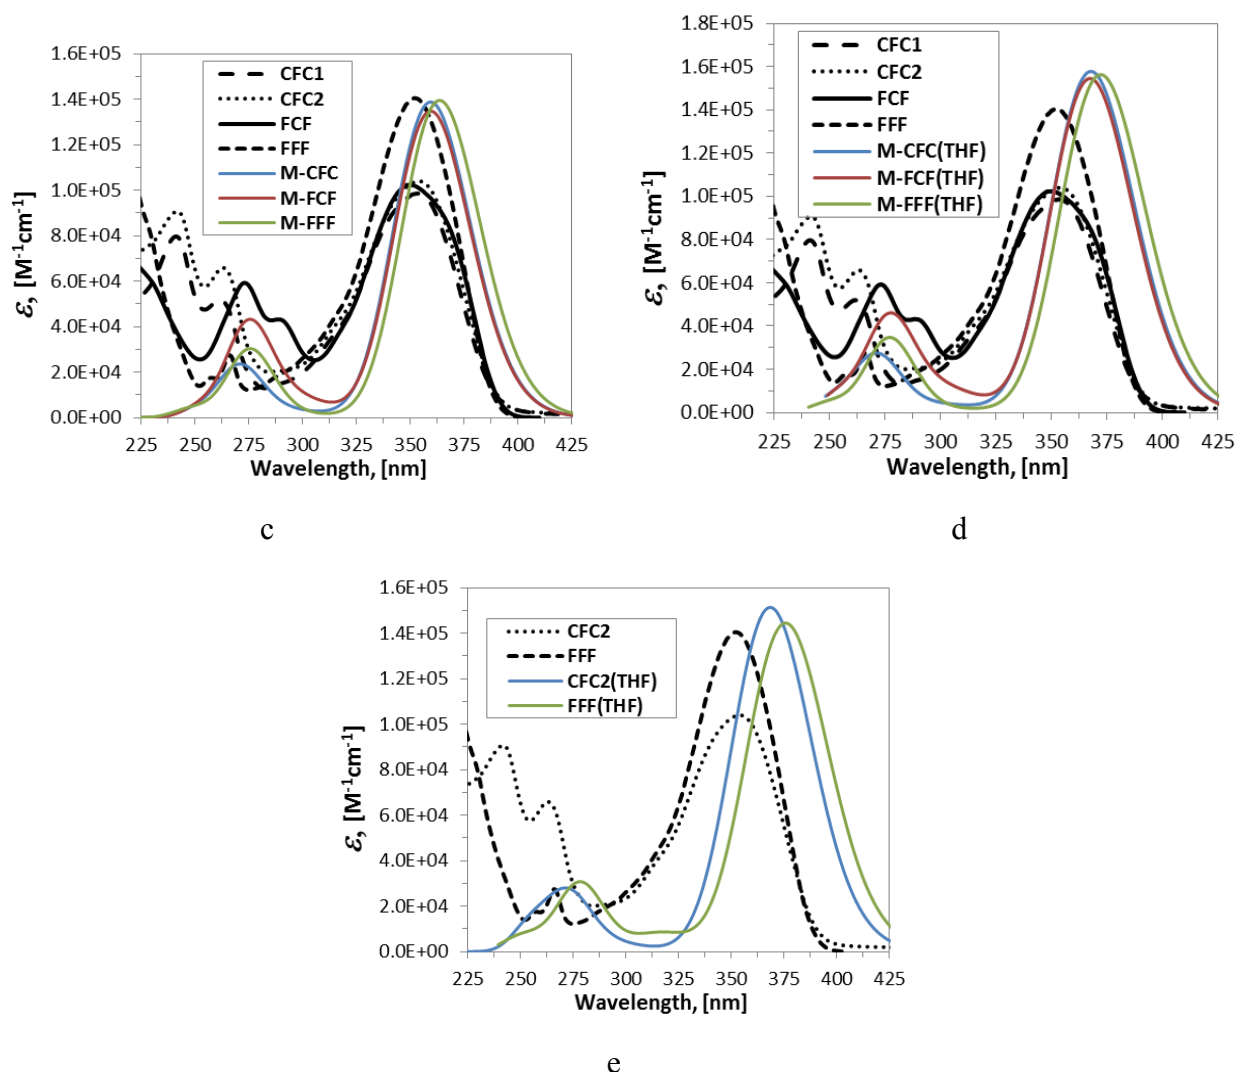 1.6E+05
1.4E+05
1.2E+05
1.0E+05
8.0E+04
6.0E+04
4.0E+04
2.0E+04
0.0E+00
ε, [M-1cm-1]
CFC1
CFC2
FCF
FFF
M-CFC
M-FCF
M-FFF
225 250 275 300 325 350 375 400 425
Wavelength, [nm]
c
1.8E+05
1.6E+05
1.4E+05
1.2E+05
1.0E+05
8.0E+04
6.0E+04
4.0E+04
2.0E+04
0.0E+00
ε, [M-1cm-1]
CFC1
CFC2
FCF
FFF
M-CFC(THF)
M-FCF(THF)
M-FFF(THF)
225 250 275 300 325 350 375 400 425
Wavelength, [nm]
d
1.6E+05
1.4E+05
1.2E+05
1.0E+05
8.0E+04
6.0E+04
4.0E+04
2.0E+04
0.0E+00
ε, [M-1cm-1]
CFC2
FFF
CFC2(THF)
FFF(THF)
225 250 275 300 325 350 375 400 425
Wavelength, [nm]
e